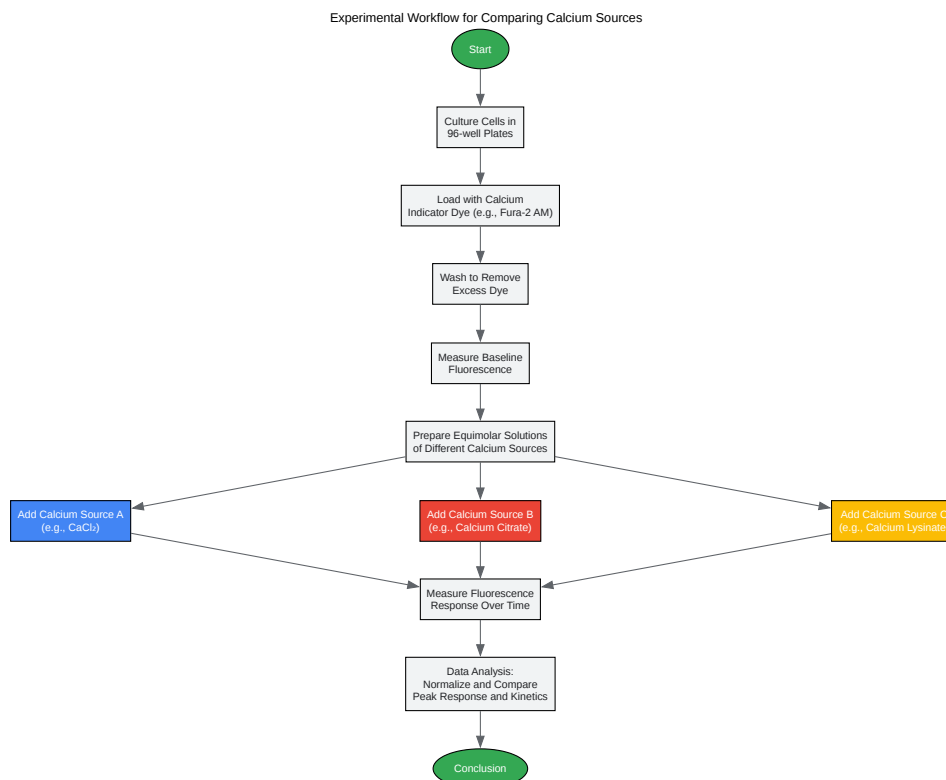 Experimental Workflow for Comparing Calcium Sources
Start
Culture Cells in
96-well Plates
Load with Calcium
Indicator Dye (e.g., Fura-2 AM)
Wash to Remove
Excess Dye
Measure Baseline
Fluorescence
Prepare Equimolar Solutions
of Different Calcium Sources
Add Calcium Source A
(e.g., CaCl₂)
Add Calcium Source B
(e.g., Calcium Citrate)
Add Calcium Source C
(e.g., Calcium Lysinate
Measure Fluorescence
Response Over Time
Data Analysis:
Normalize and Compare
Peak Response and Kinetics
Conclusion